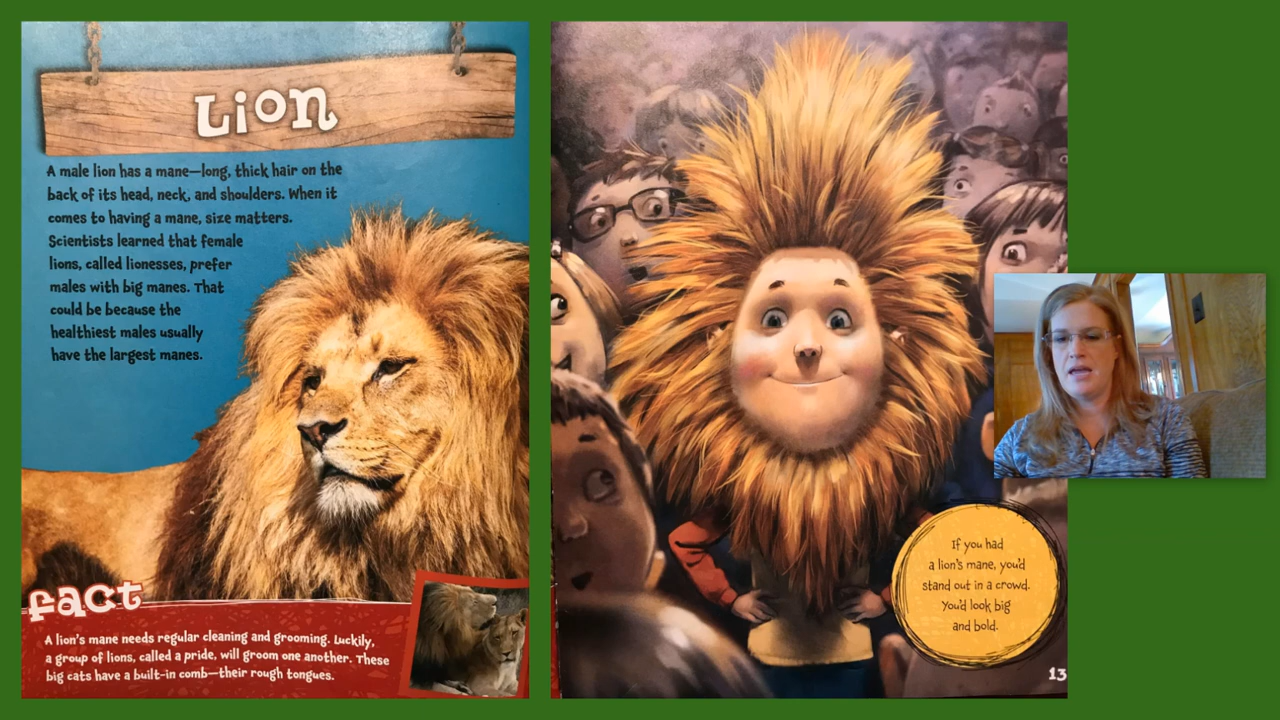 Lion
A male lion has a mane—long, thick hair on the
back of its head, neck, and shoulders. When it
comes to having a mane, size matters.
Scientists learned that female
lions, called lionesses, prefer
males with big manes. That
could be because the
healthiest males usually
have the largest manes.
fact
A lion's mane needs regular cleaning and grooming. Luckily,
a group of lions, called a pride, will groom one another. These
big cats have a built-in comb—their rough tongues.
If you had
a lion's mane, you'd
stand out in a crowd.
You'd look big
and bold.
13